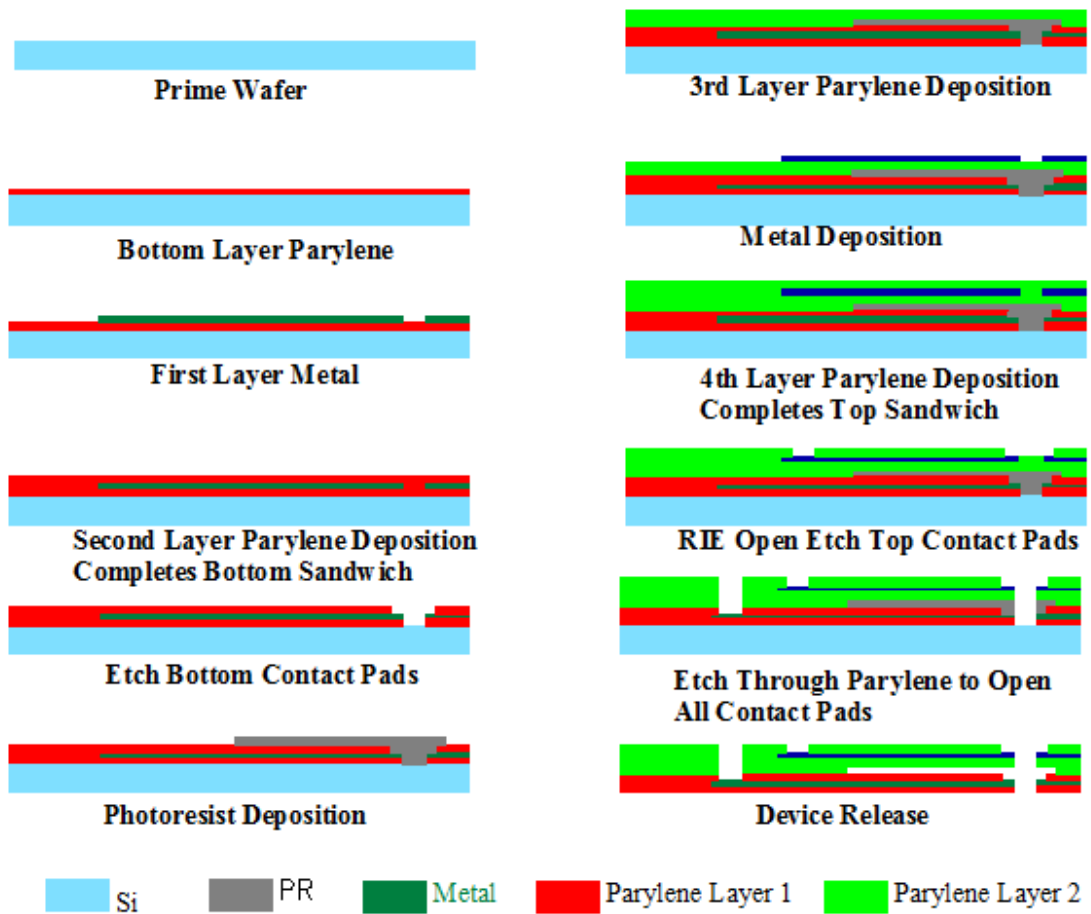 Prime Wafer
Bottom Layer Parylene
First Layer Metal
Second Layer Parylene Deposition
Completes Bottom Sandwich
Etch Bottom Contact Pads
Photoresist Deposition
3rd Layer Parylene Deposition
Metal Deposition
4th Layer Parylene Deposition
Completes Top Sandwich
RIE Open Etch Top Contact Pads
Etch Through Parylene to Open
All Contact Pads
Device Release
Si
PR
Metal
Parylene Layer 1
Parylene Layer 2